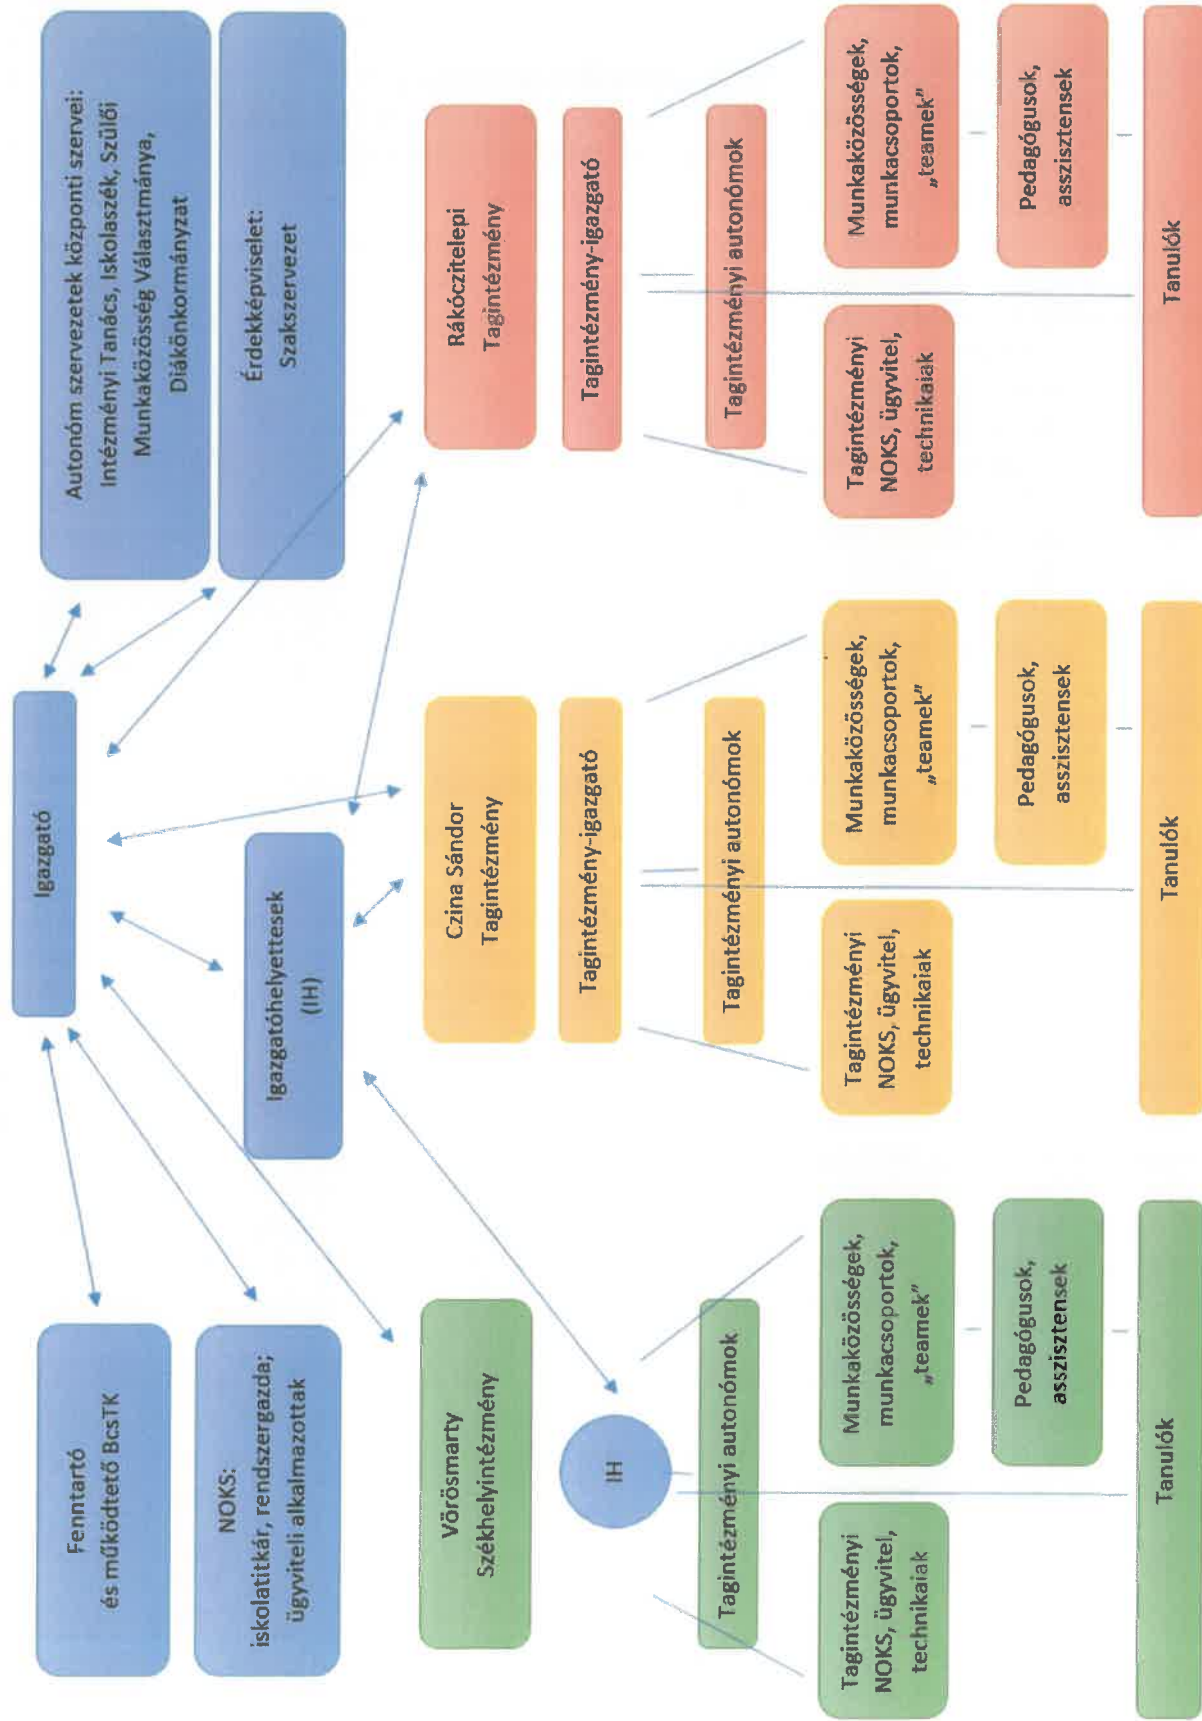 Igazgató
Fenntartó
és működtető BcsTK
Autonóm szervezetek központi szervei:
Intézményi Tanács, Iskolaszék, Szülői
Munkaközösség Választmánya,
Diákönkormányzat
NOKS:
iskolatitkár, rendszergazda;
ügyviteli alkalmazottak
Igazgatóhelyettesek
(IH)
Érdekképviselet:
Szakszervezet
Vörösmarty
Székhelyintézmény
Czina Sándor
Tagintézmény
Rákóczitelepi
Tagintézmény
IH
Tagintézmény-igazgató
Tagintézmény-igazgató
Tagintézményi autonómok
Tagintézményi autonómok
Tagintézményi autonómok
Tagintézményi
NOKS, ügyvitel,
technikaiak
Munkaközösségek,
munkacsoportok,
„teamek”
Tagintézményi
NOKS, ügyvitel,
technikaiak
Munkaközösségek,
munkacsoportok,
„teamek”
Tagintézményi
NOKS, ügyvitel,
technikaiak
Munkaközösségek,
munkacsoportok,
„teamek”
Pedagógusok,
asszisztensek
Pedagógusok,
asszisztensek
Pedagógusok,
asszisztensek
Tanulók
Tanulók
Tanulók